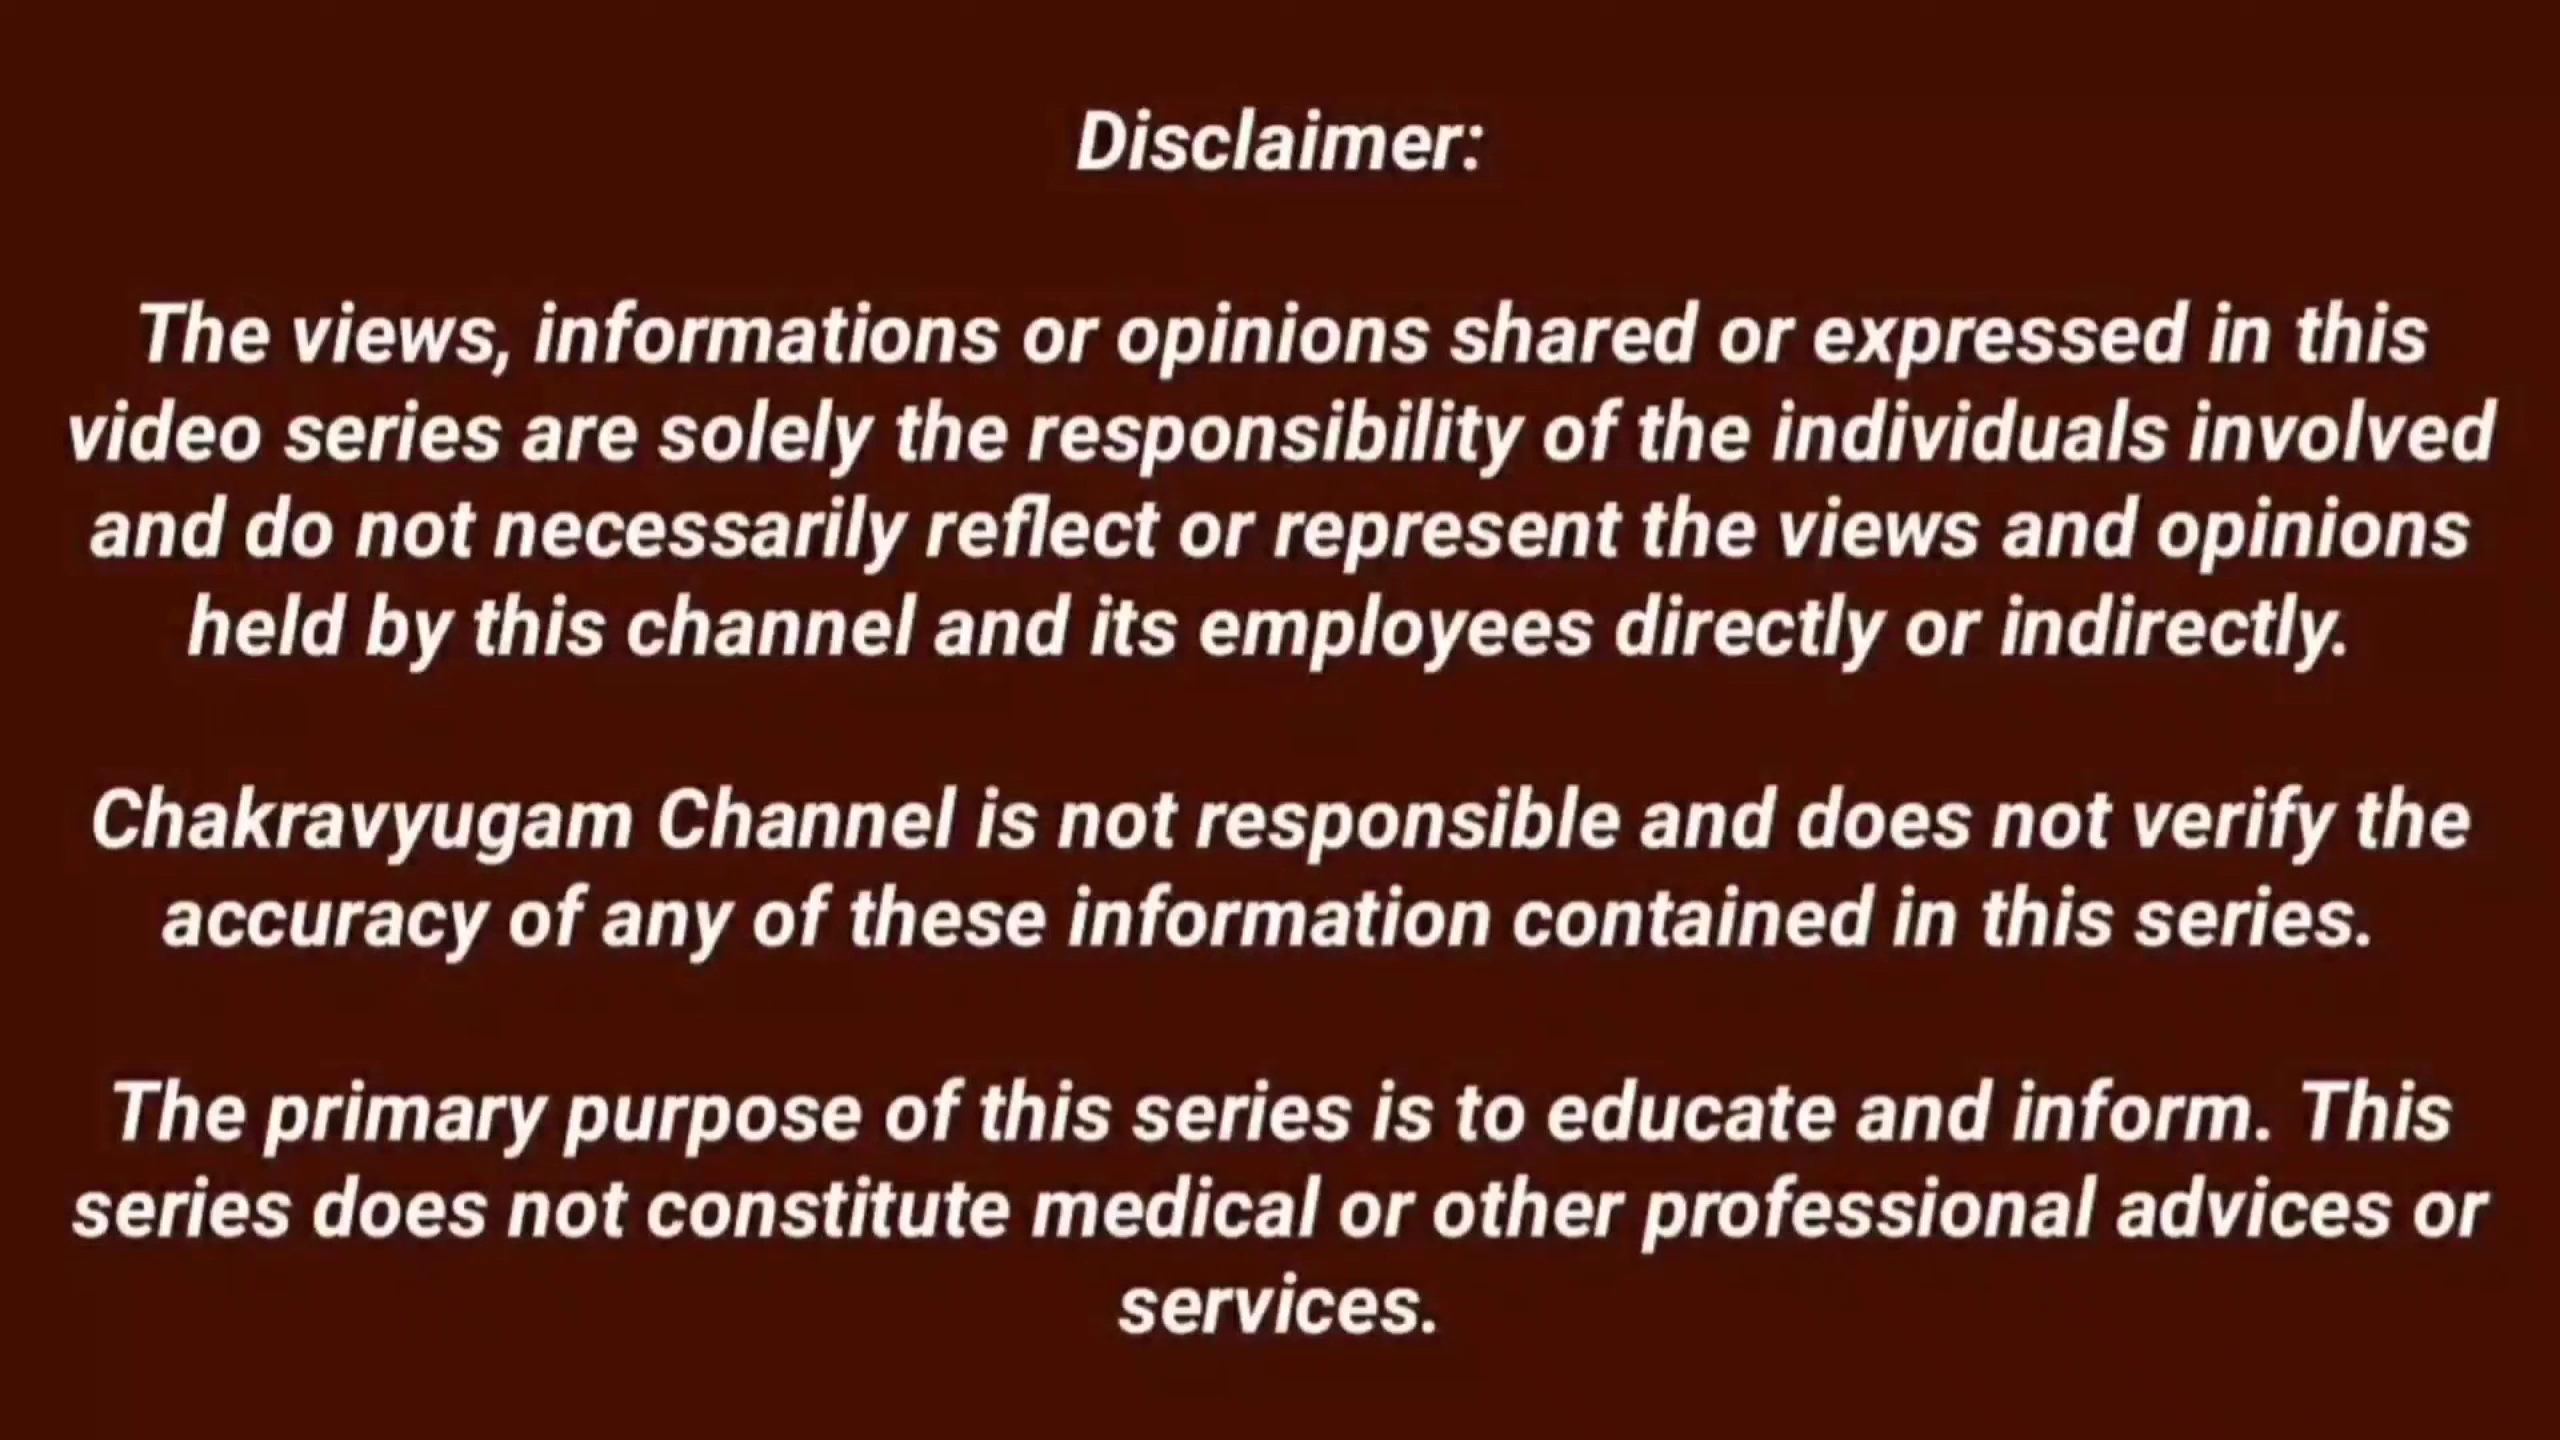 Disclaimer:
The views, informations or opinions shared or expressed in this
video series are solely the responsibility of the individuals involved
and do not necessarily reflect or represent the views and opinions
held by this channel and its employees directly or indirectly.
Chakravyugam Channel is not responsible and does not verify the
accuracy of any of these information contained in this series.
The primary purpose of this series is to educate and inform. This
series does not constitute medical or other professional advices or
services.